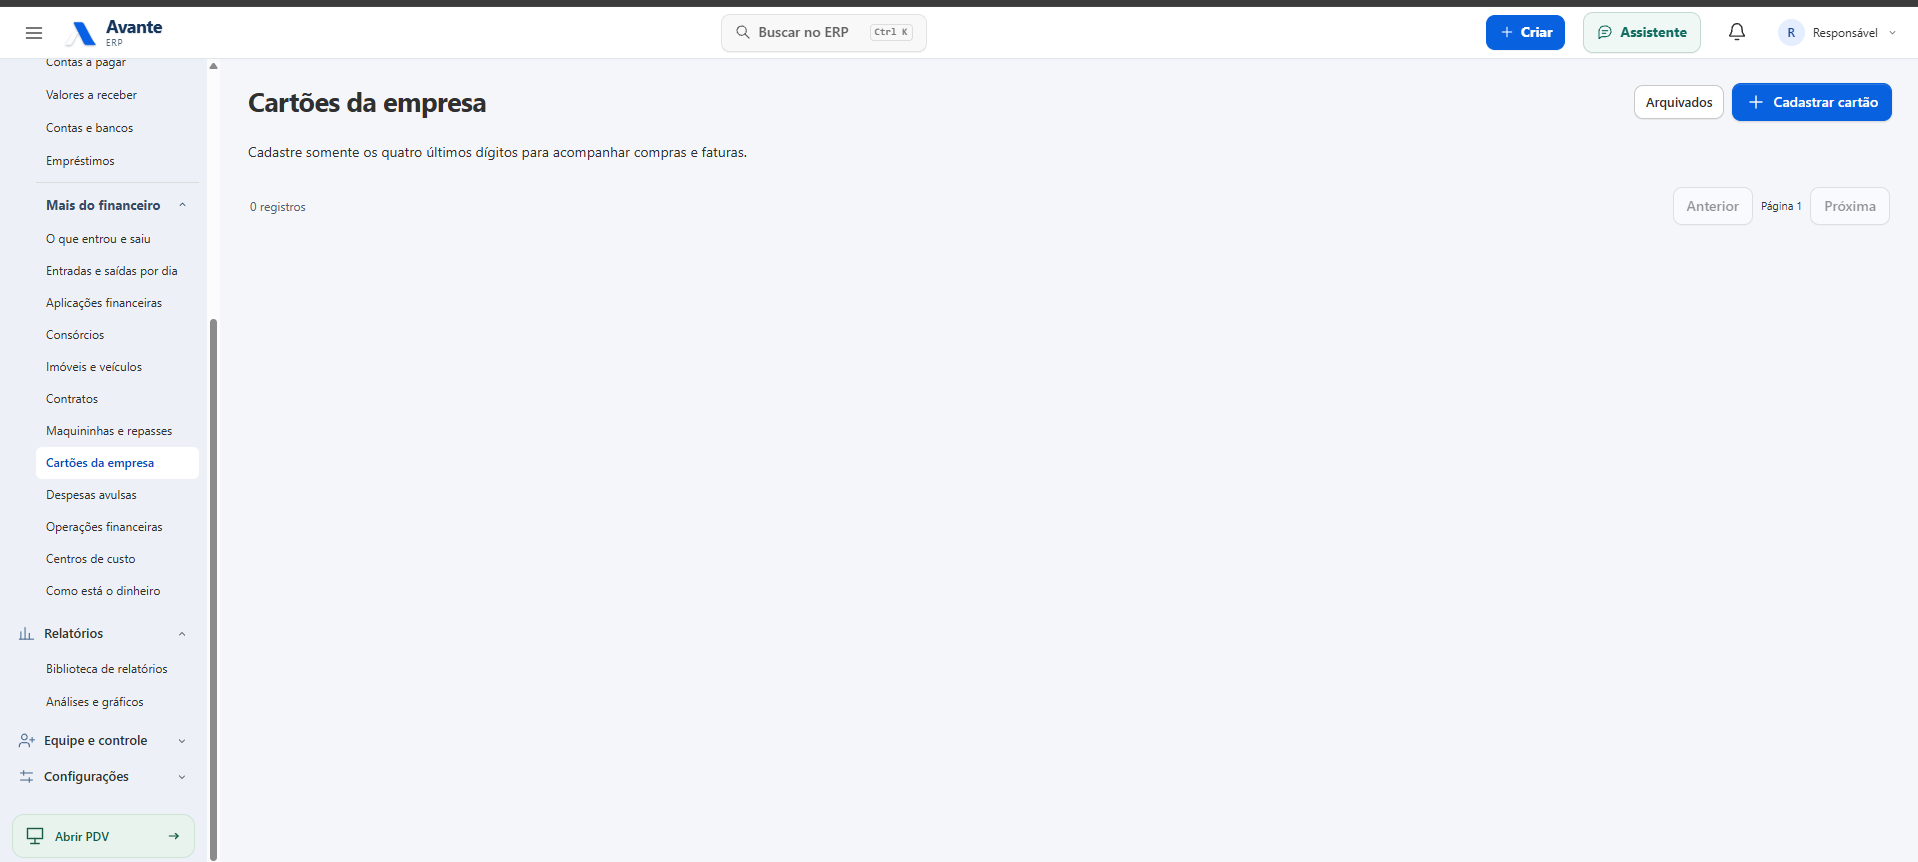 Avante
ERP
Buscar no ERP Ctrl K
Criar
Assistente
R Responsável
Contas a pagar
Valores a receber
Contas e bancos
Empréstimos
Mais do financeiro
O que entrou e saiu
Entradas e saídas por dia
Aplicações financeiras
Consórcios
Imóveis e veículos
Contratos
Maquininhas e repasses
Cartões da empresa
Despesas avulsas
Operações financeiras
Centros de custo
Como está o dinheiro
Relatórios
Biblioteca de relatórios
Análises e gráficos
Equipe e controle
Configurações
Abrir PDV
Cartões da empresa
Arquivados
Cadastrar cartão
Cadastre somente os quatro últimos dígitos para acompanhar compras e faturas.
0 registros
Anterior Página 1 Próxima